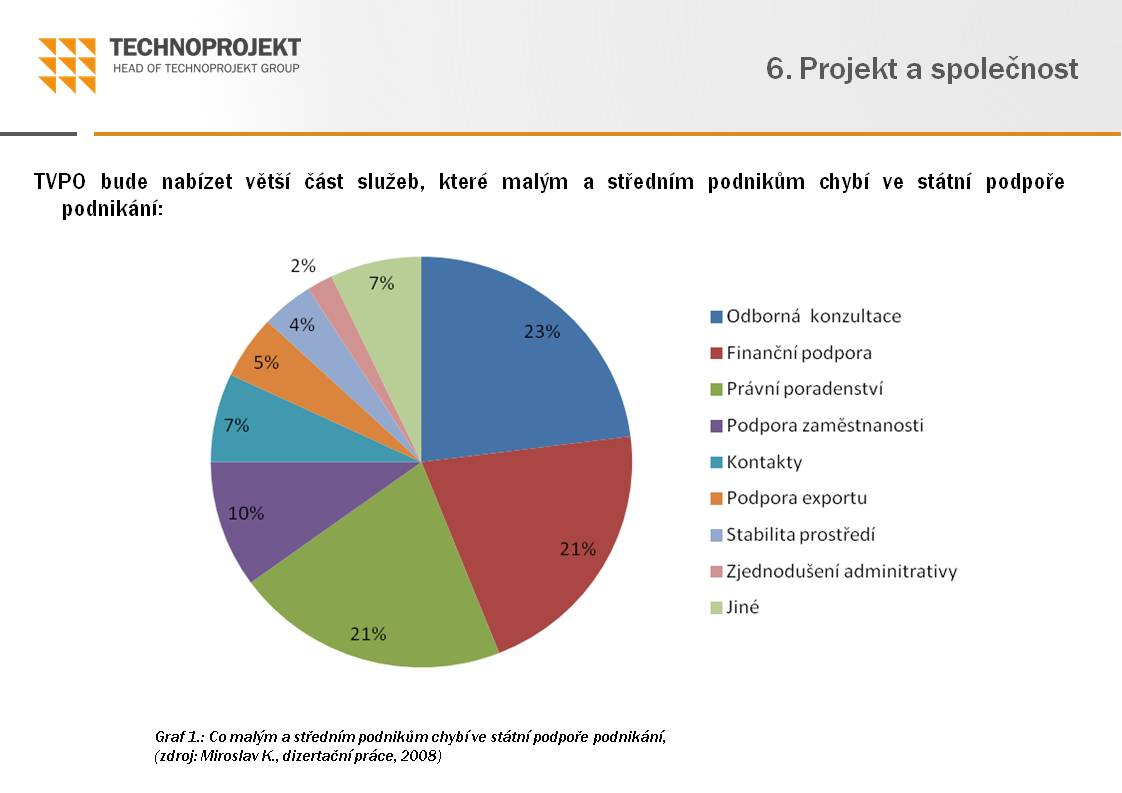 TECHNOPROJEKT
HEAD OF TECHNOPROJEKT GROUP
6. Projekt a společnost
TVPO bude nabízet větší část služeb, které malým a středním podnikům chybí ve státní podpoře
podnikání:
2%
7%
23%
4%
5%
7%
10%
21%
21%
Odborná konzultace
Finanční podpora
Právní poradenství
Podpora zaměstnanosti
Kontakty
Podpora exportu
Stabilita prostředí
Zjednodušení adminitrativy
Jiné
Graf 1.: Co malým a středním podnikům chybí ve státní podpoře podnikání,
(zdroj: Miroslav K., dizertační práce, 2008)